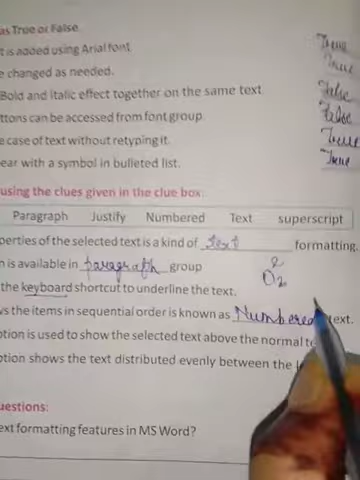 as True or False.
t is added using Arial font. True
e changed as needed. True
Bold and italic effect together on the same text. False
ttons can be accessed from font group. False
e case of text without retyping it. True
ear with a symbol in bulleted list. True
using the clues given in the clue box:
Paragraph Justify Numbered Text superscript
perties of the selected text is a kind of text formatting.
n is available in paragraph group
2
O2
the keyboard shortcut to underline the text.
ws the items in sequential order is known as Numbered text.
ption is used to show the selected text above the normal
ption shows the text distributed evenly between the
uestions:
ext formatting features in MS Word?